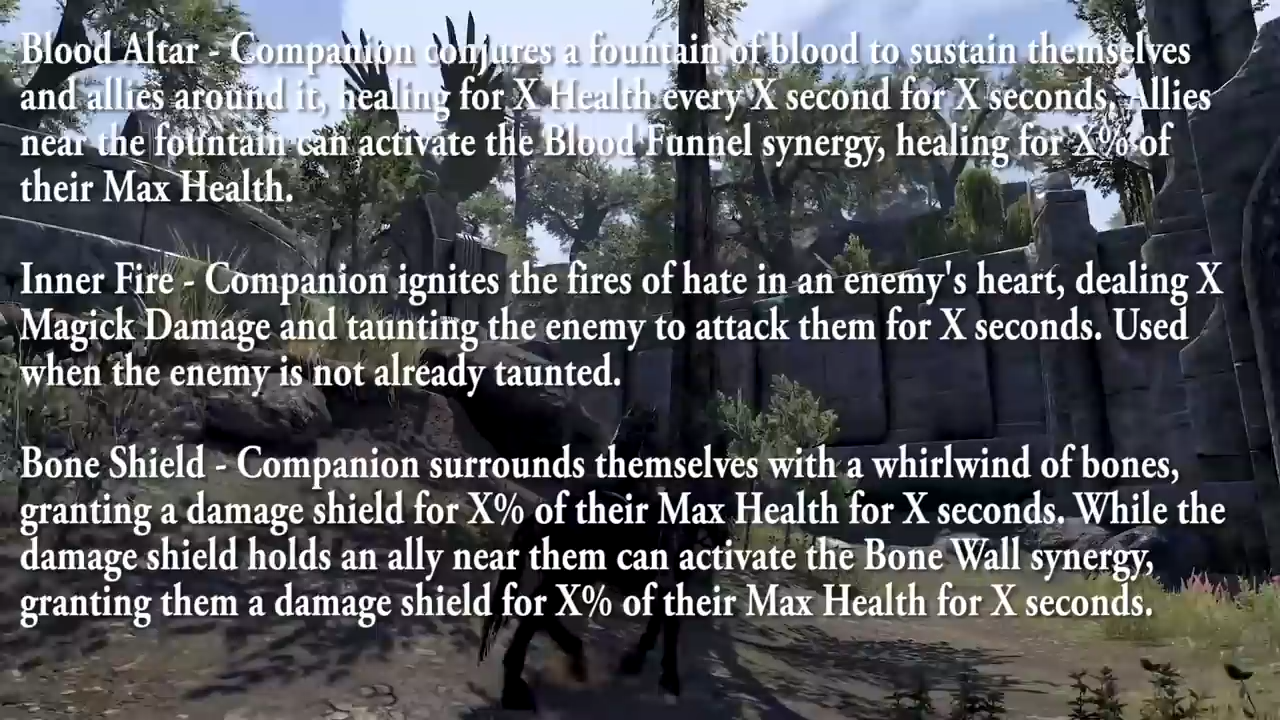 Blood Altar - Companion conjures a fountain of blood to sustain themselves
and allies around it, healing for X Health every X second for X seconds. Allies
near the fountain can activate the Blood Funnel synergy, healing for X% of
their Max Health.
Inner Fire - Companion ignites the fires of hate in an enemy's heart, dealing X
Magick Damage and taunting the enemy to attack them for X seconds. Used
when the enemy is not already taunted.
Bone Shield - Companion surrounds themselves with a whirlwind of bones,
granting a damage shield for X% of their Max Health for X seconds. While the
damage shield holds an ally near them can activate the Bone Wall synergy,
granting them a damage shield for X% of their Max Health for X seconds.